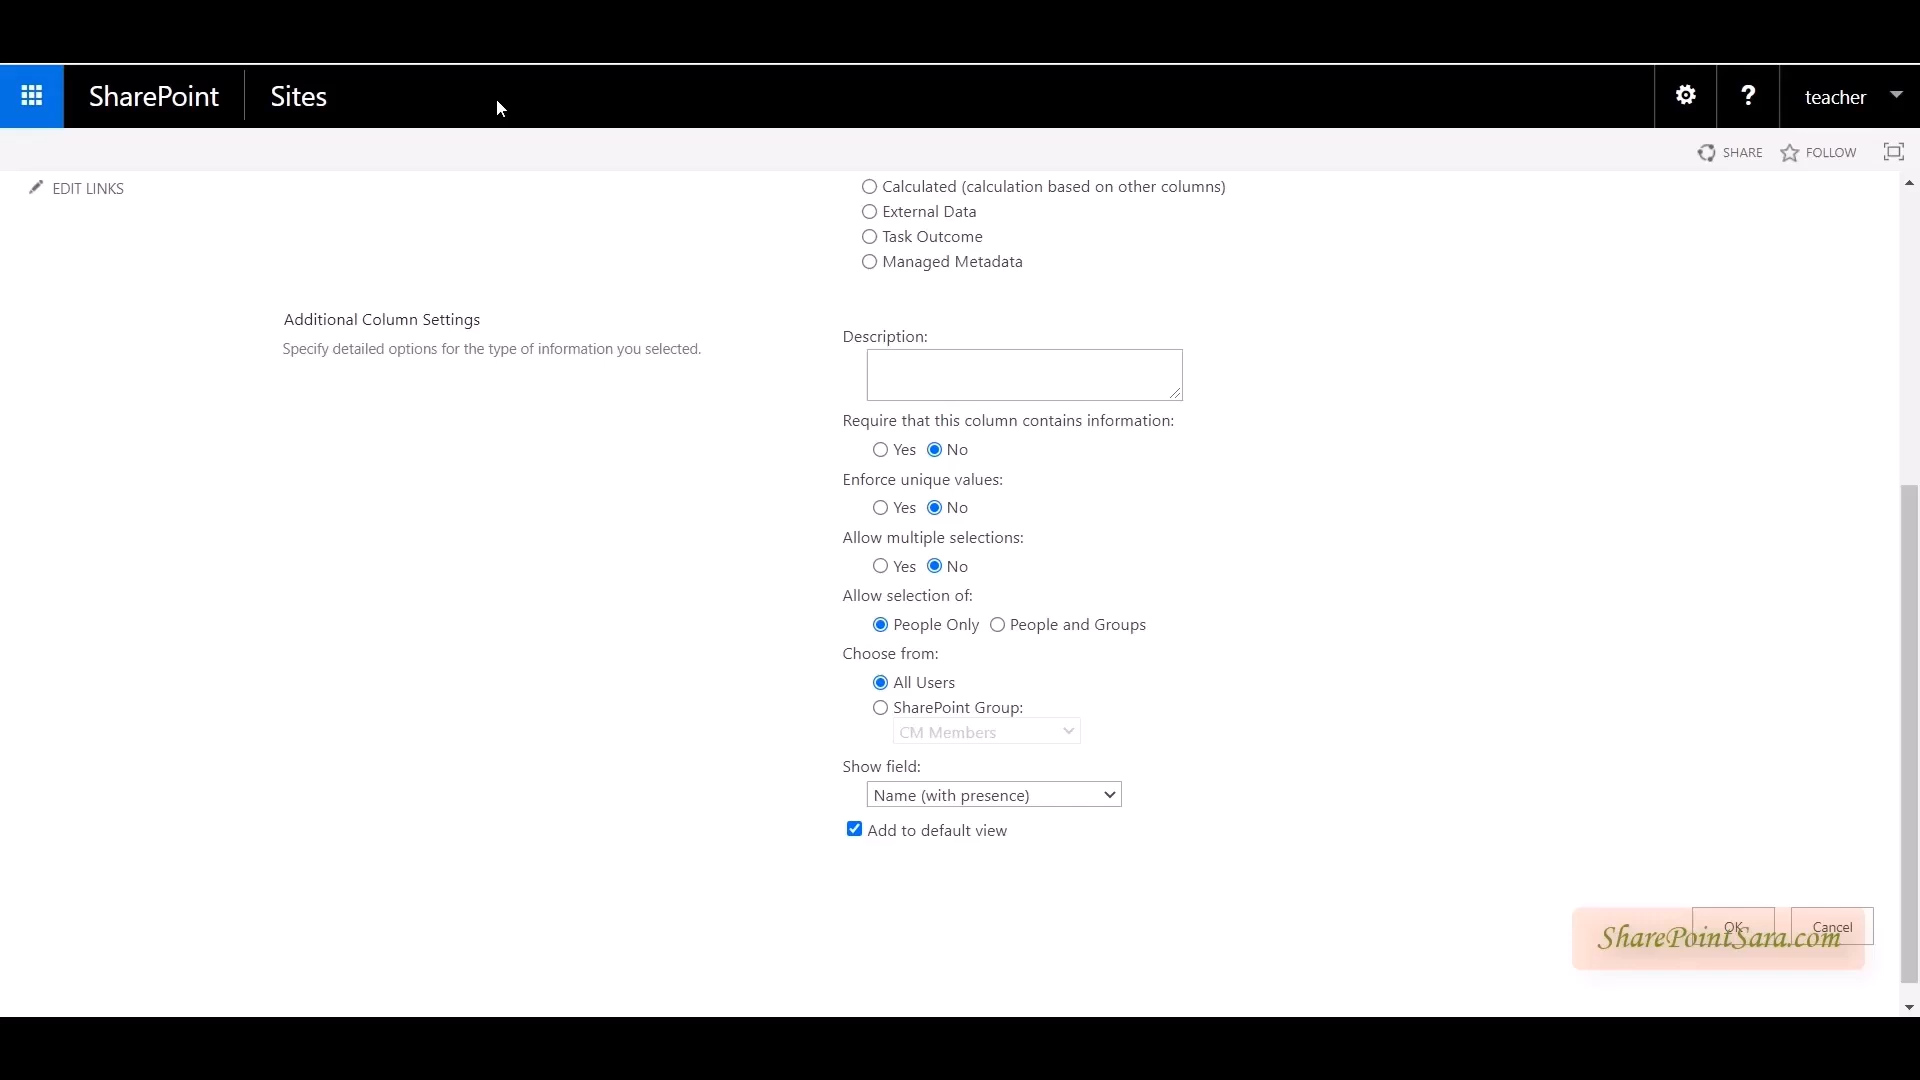 SharePoint Sites ? teacher
SHARE FOLLOW
EDIT LINKS
Calculated (calculation based on other columns)
External Data
Task Outcome
Managed Metadata
Additional Column Settings
Specify detailed options for the type of information you selected.
Description:
Require that this column contains information:
Yes No
Enforce unique values:
Yes No
Allow multiple selections:
Yes No
Allow selection of:
People Only People and Groups
Choose from:
All Users
SharePoint Group:
CM Members
Show field:
Name (with presence)
Add to default view
OK Cancel
SharePointSara.com